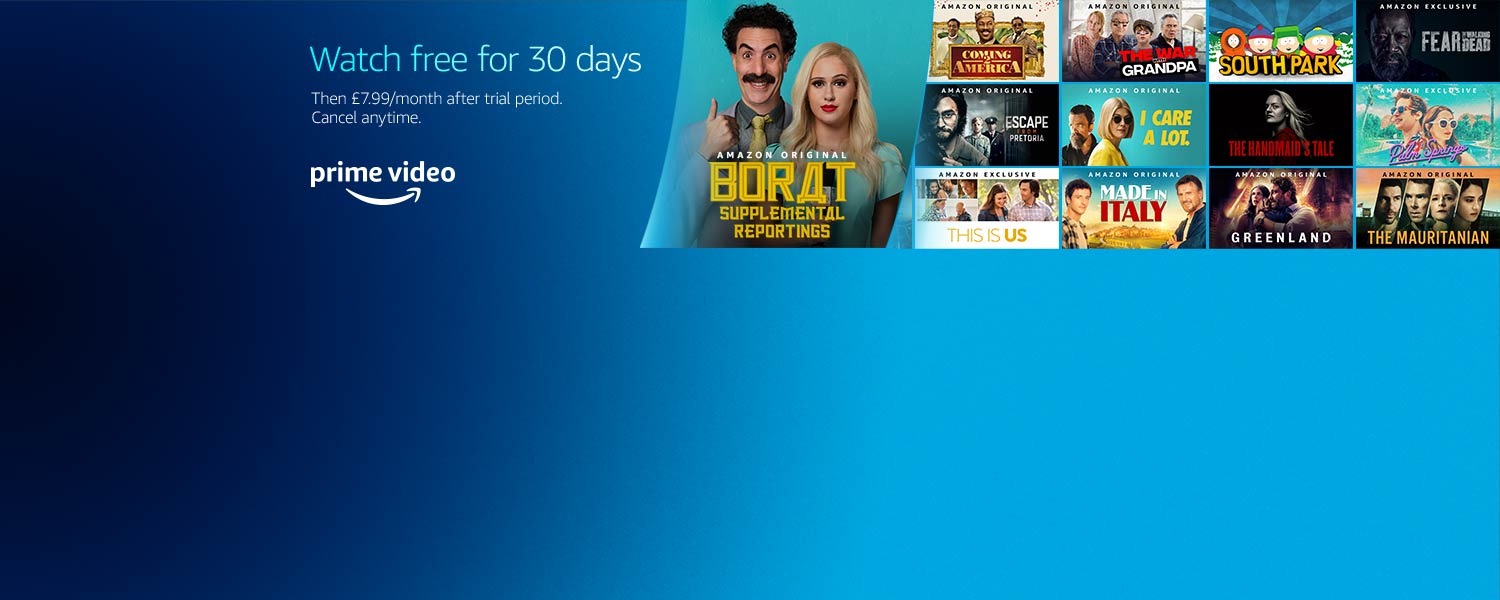 Watch free for 30 days
Then £7.99/month after trial period.
Cancel anytime.
prime video
AMAZON ORIGINAL
BORAT
SUPPLEMENTAL
REPORTINGS
AMAZON ORIGINAL
COMING
2
AMERICA
AMAZON ORIGINAL
THE WAR
WITH
GRANDPA
SOUTH PARK
AMAZON EXCLUSIVE
FEAR THE WALKING DEAD
AMAZON ORIGINAL
ESCAPE
FROM
PRETORIA
AMAZON ORIGINAL
I CARE
A LOT.
THE HANDMAID'S TALE
AMAZON EXCLUSIVE
Palm Springs
AMAZON EXCLUSIVE
THIS IS US
AMAZON ORIGINAL
MADE IN
ITALY
AMAZON ORIGINAL
GREENLAND
AMAZON ORIGINAL
THE MAURITANIAN